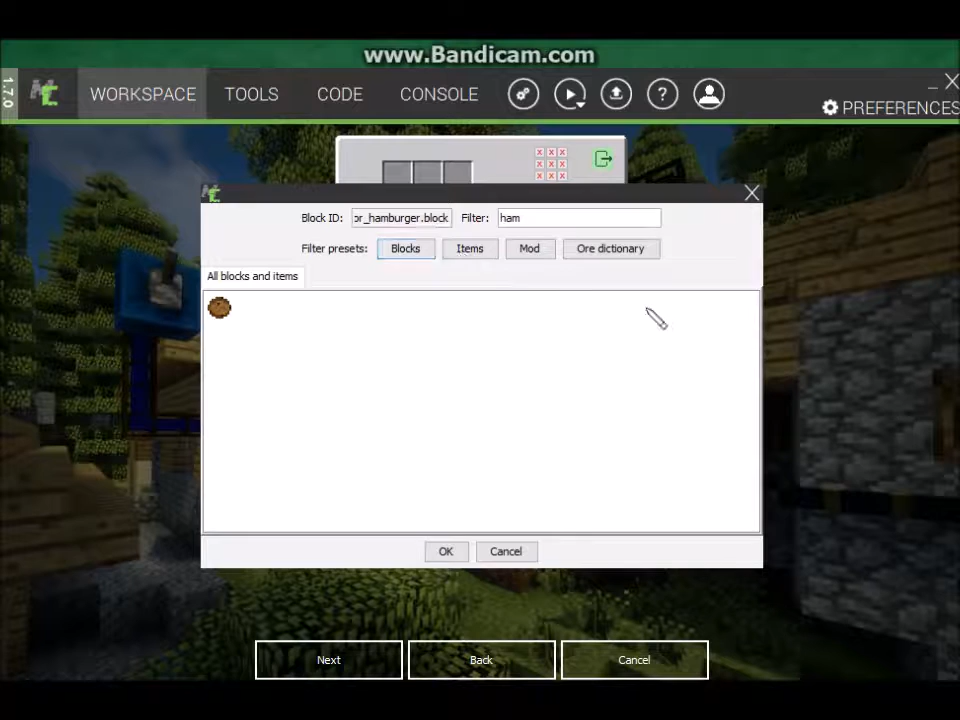 www.Bandicam.com
1.7.0
WORKSPACE TOOLS CODE CONSOLE
PREFERENCES
Block ID: or_hamburger.block Filter: ham
Filter presets: Blocks Items Mod Ore dictionary
All blocks and items
OK Cancel
Next Back Cancel